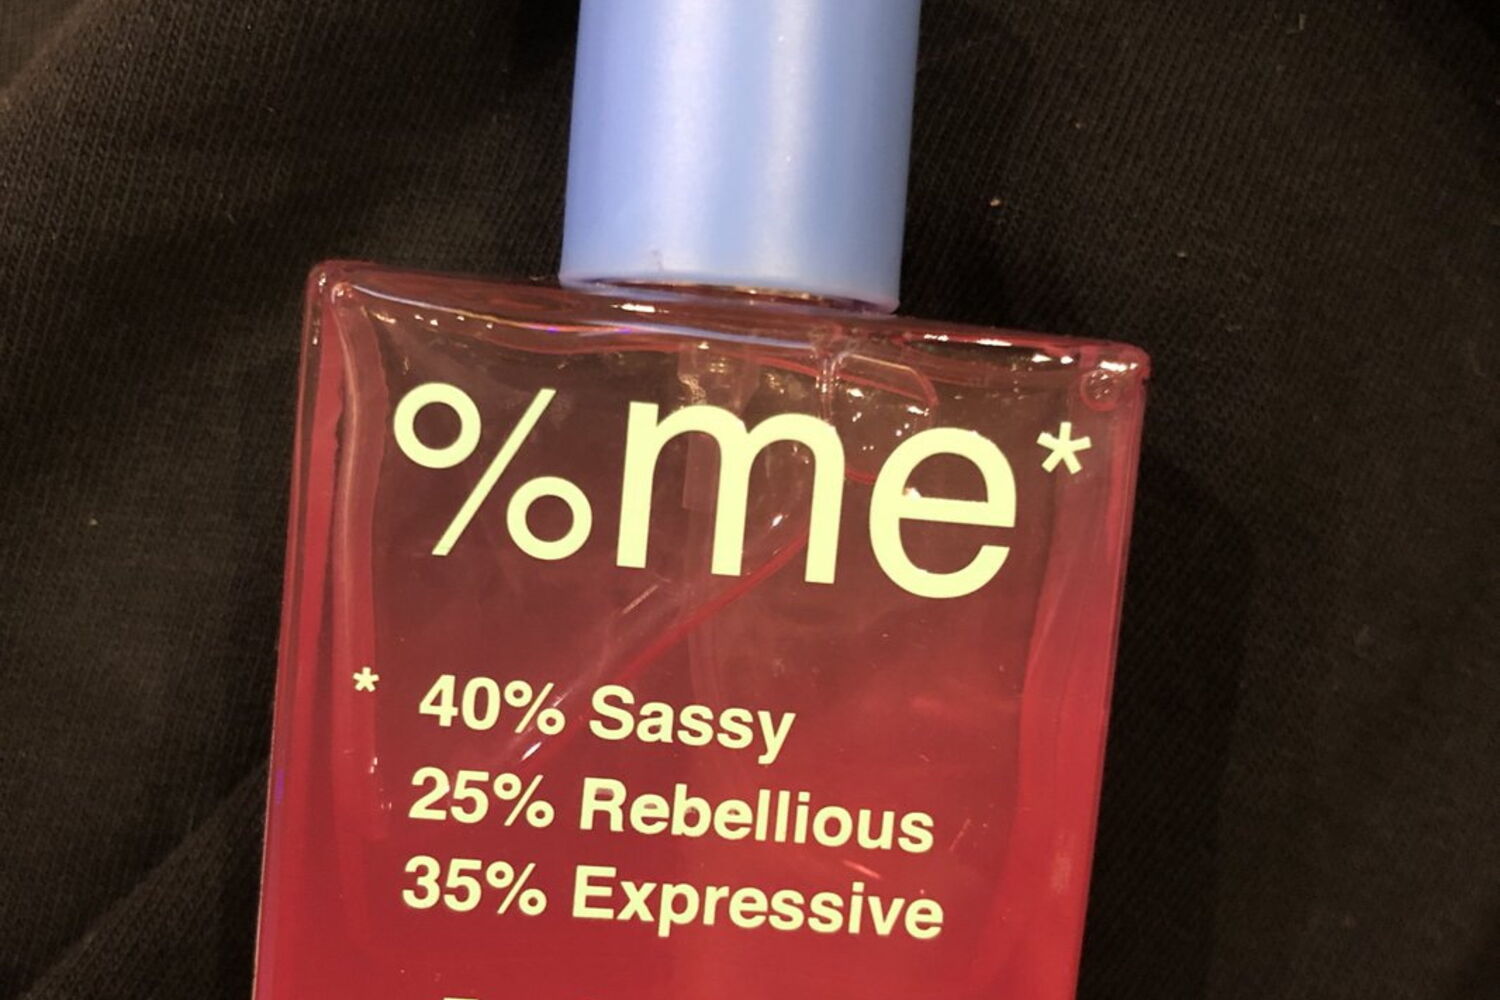 %me*
* 40% Sassy
25% Rebellious
35% Expressive